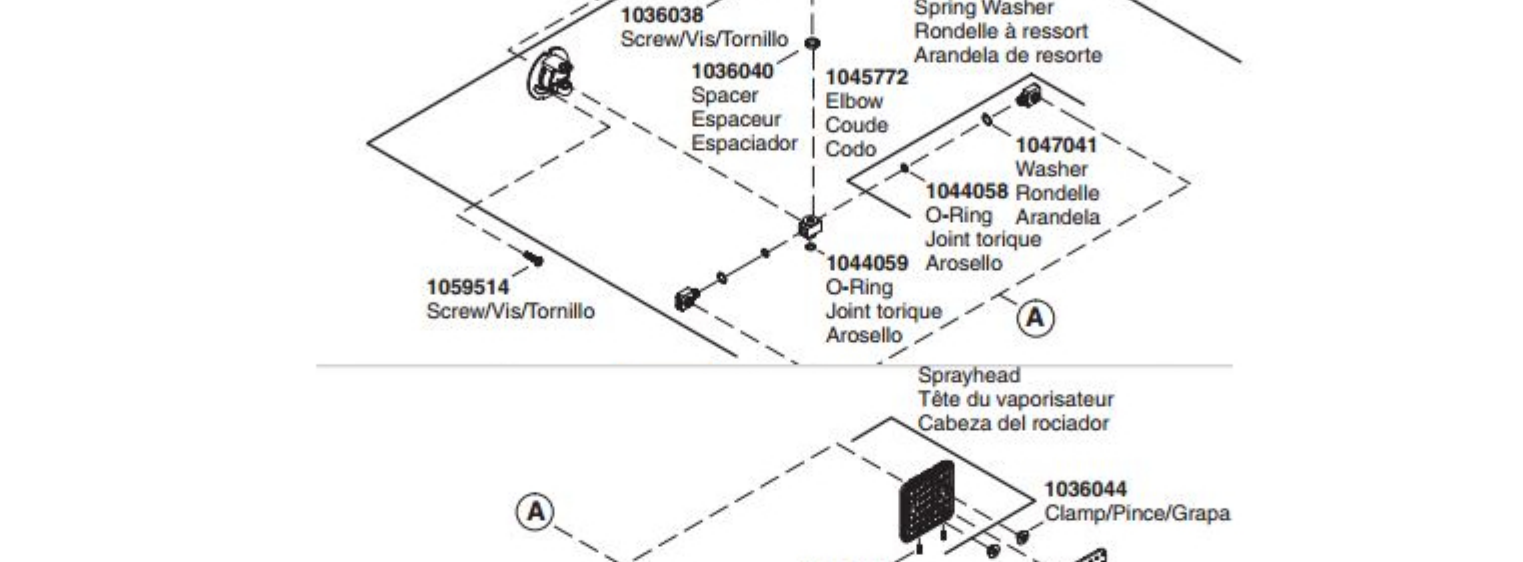 1036038
Screw/Vis/Tornillo
Spring Washer
Rondelle à ressort
Arandela de resorte
1036040
Spacer
Espaceur
Espaciador
1045772
Elbow
Coude
Codo
1047041
Washer
Rondelle
Arandela
1044058
O-Ring
Joint torique
Arosello
1044059
O-Ring
Joint torique
Arosello
1059514
Screw/Vis/Tornillo
A
Sprayhead
Tête du vaporisateur
Cabeza del rociador
1036044
Clamp/Pince/Grapa
A